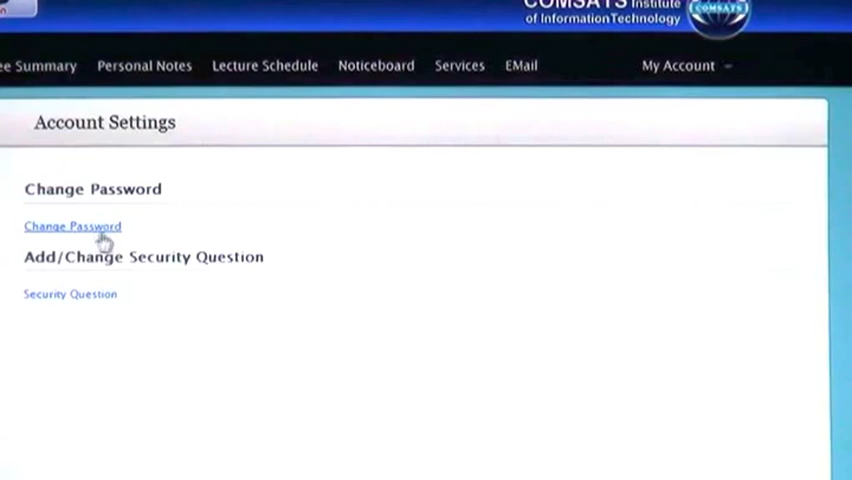 COMSATS Institute
of Information Technology
COMSATS
Summary Personal Notes Lecture Schedule Noticeboard Services EMail My Account
Account Settings
Change Password
Change Password
Add/Change Security Question
Security Question